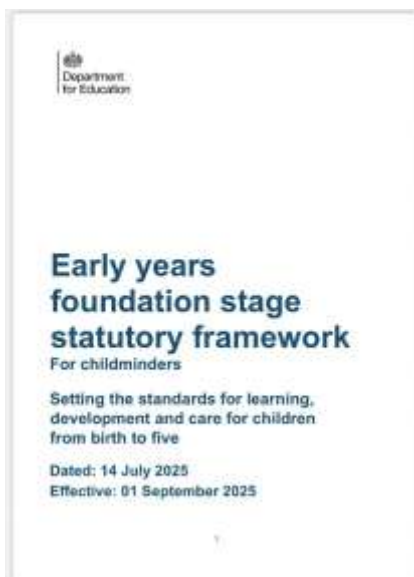 Department
for Education
Early years
foundation stage
statutory framework
For childminders
Setting the standards for learning,
development and care for children
from birth to five
Dated: 14 July 2025
Effective: 01 September 2025